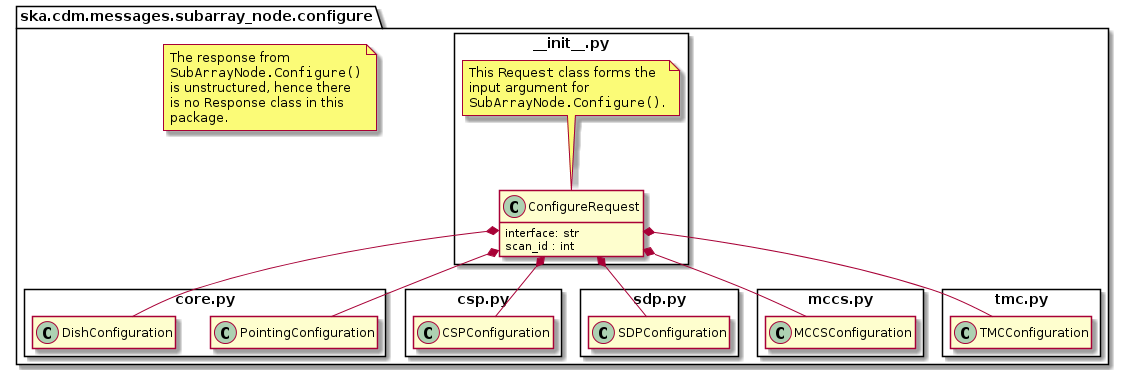 ska.cdm.messages.subarray_node.configure
The response from
SubArrayNode.Configure()
is unstructured, hence there
is no Response class in this
package.
__init__.py
This Request class forms the
input argument for
SubArrayNode.Configure().
C ConfigureRequest
interface: str
scan_id : int
core.py
C DishConfiguration
C PointingConfiguration
csp.py
C CSPConfiguration
sdp.py
C SDPConfiguration
mccs.py
C MCCSConfiguration
tmc.py
C TMCConfiguration